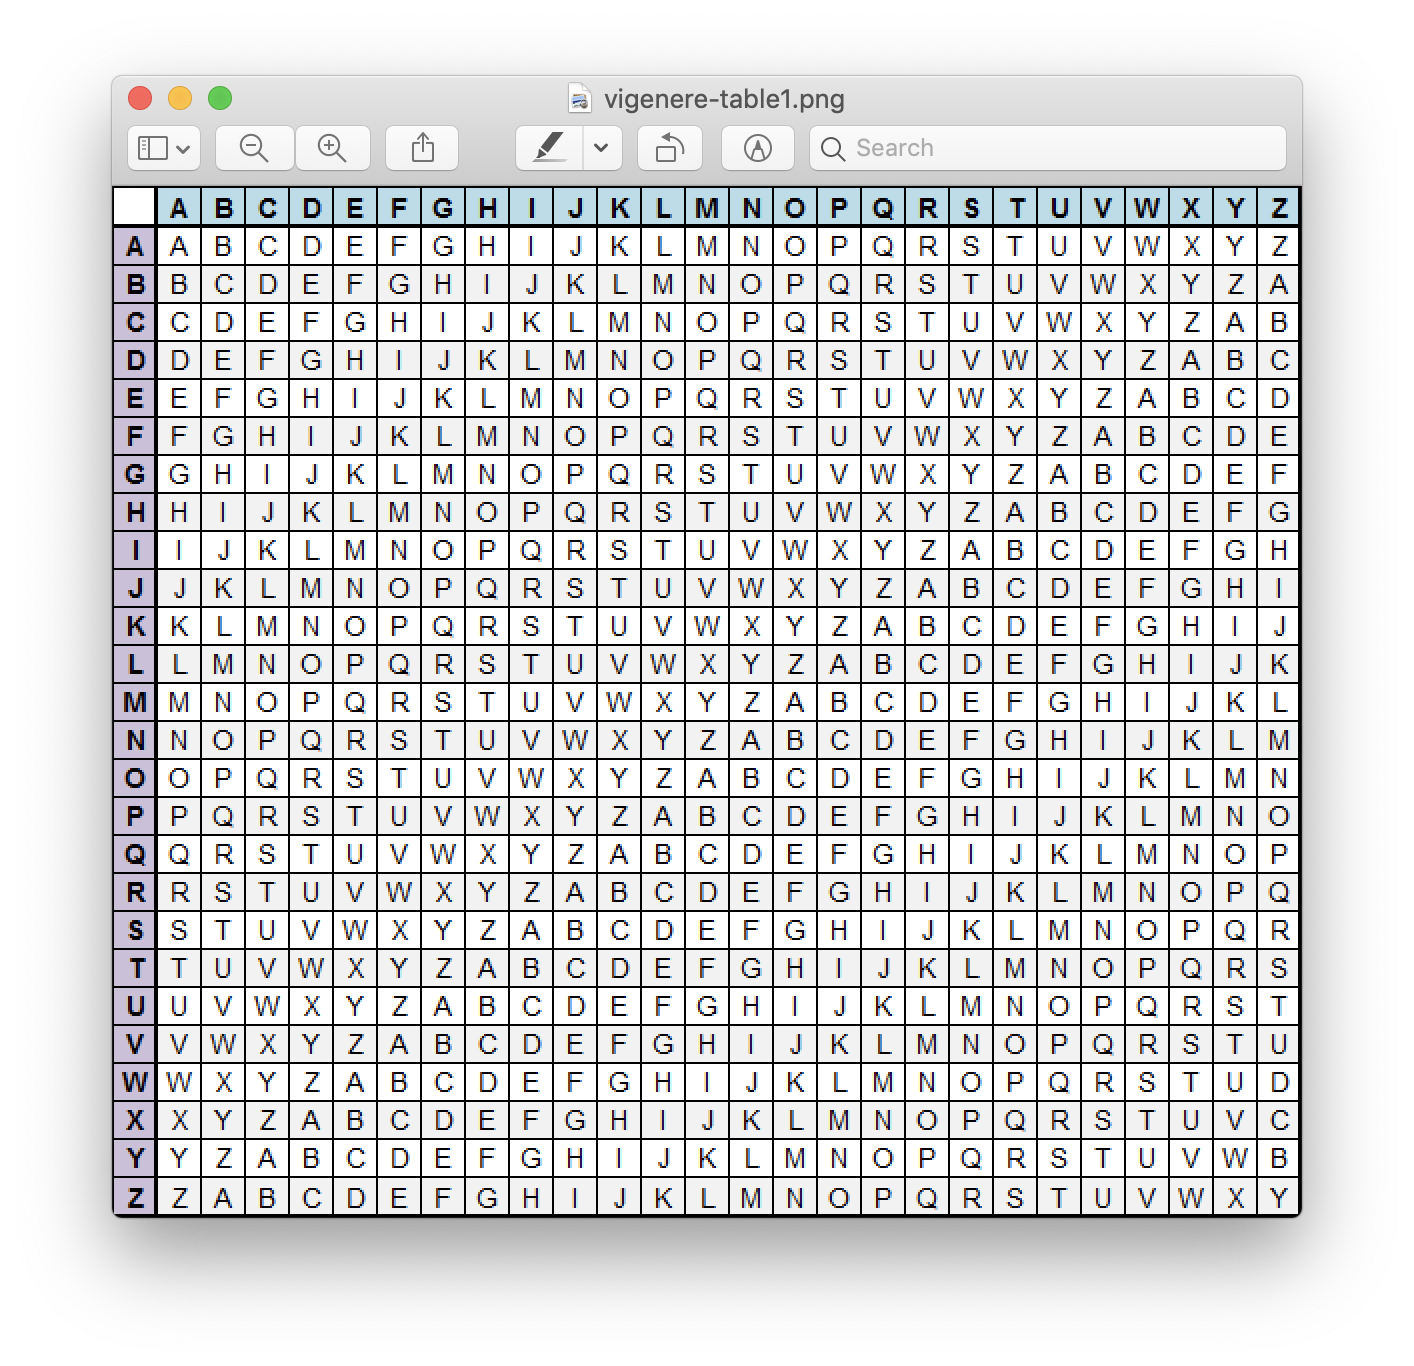 vigenere-table1.png
Search
A B C D E F G H I J K L M N O P Q R S T U V W X Y Z
A A B C D E F G H I J K L M N O P Q R S T U V W X Y Z
B B C D E F G H I J K L M N O P Q R S T U V W X Y Z A
C C D E F G H I J K L M N O P Q R S T U V W X Y Z A B
D D E F G H I J K L M N O P Q R S T U V W X Y Z A B C
E E F G H I J K L M N O P Q R S T U V W X Y Z A B C D
F F G H I J K L M N O P Q R S T U V W X Y Z A B C D E
G G H I J K L M N O P Q R S T U V W X Y Z A B C D E F
H H I J K L M N O P Q R S T U V W X Y Z A B C D E F G
I I J K L M N O P Q R S T U V W X Y Z A B C D E F G H
J J K L M N O P Q R S T U V W X Y Z A B C D E F G H I
K K L M N O P Q R S T U V W X Y Z A B C D E F G H I J
L L M N O P Q R S T U V W X Y Z A B C D E F G H I J K
M M N O P Q R S T U V W X Y Z A B C D E F G H I J K L
N N O P Q R S T U V W X Y Z A B C D E F G H I J K L M
O O P Q R S T U V W X Y Z A B C D E F G H I J K L M N
P P Q R S T U V W X Y Z A B C D E F G H I J K L M N O
Q Q R S T U V W X Y Z A B C D E F G H I J K L M N O P
R R S T U V W X Y Z A B C D E F G H I J K L M N O P Q
S S T U V W X Y Z A B C D E F G H I J K L M N O P Q R
T T U V W X Y Z A B C D E F G H I J K L M N O P Q R S
U U V W X Y Z A B C D E F G H I J K L M N O P Q R S T
V V W X Y Z A B C D E F G H I J K L M N O P Q R S T U
W W X Y Z A B C D E F G H I J K L M N O P Q R S T U D
X X Y Z A B C D E F G H I J K L M N O P Q R S T U V C
Y Y Z A B C D E F G H I J K L M N O P Q R S T U V W B
Z Z A B C D E F G H I J K L M N O P Q R S T U V W X Y